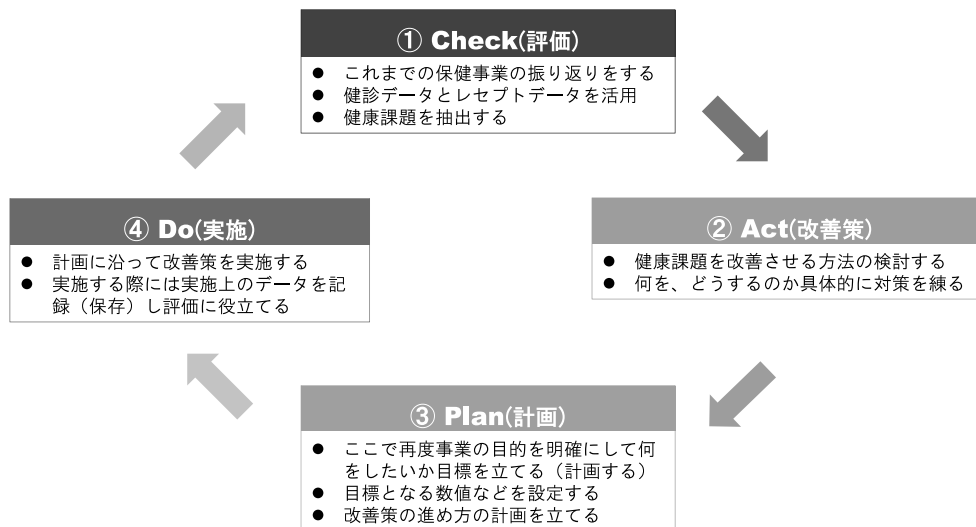 ① Check(評価)
● これまでの保健事業の振り返りをする
● 健診データとレセプトデータを活用
● 健康課題を抽出する
② Act(改善策)
● 健康課題を改善させる方法の検討する
● 何を、どうするのか具体的に対策を練る
③ Plan(計画)
● ここで再度事業の目的を明確にして何
をしたいか目標を立てる（計画する）
● 目標となる数値などを設定する
● 改善策の進め方の計画を立てる
④ Do(実施)
● 計画に沿って改善策を実施する
● 実施する際には実施上のデータを記
録（保存）し評価に役立てる